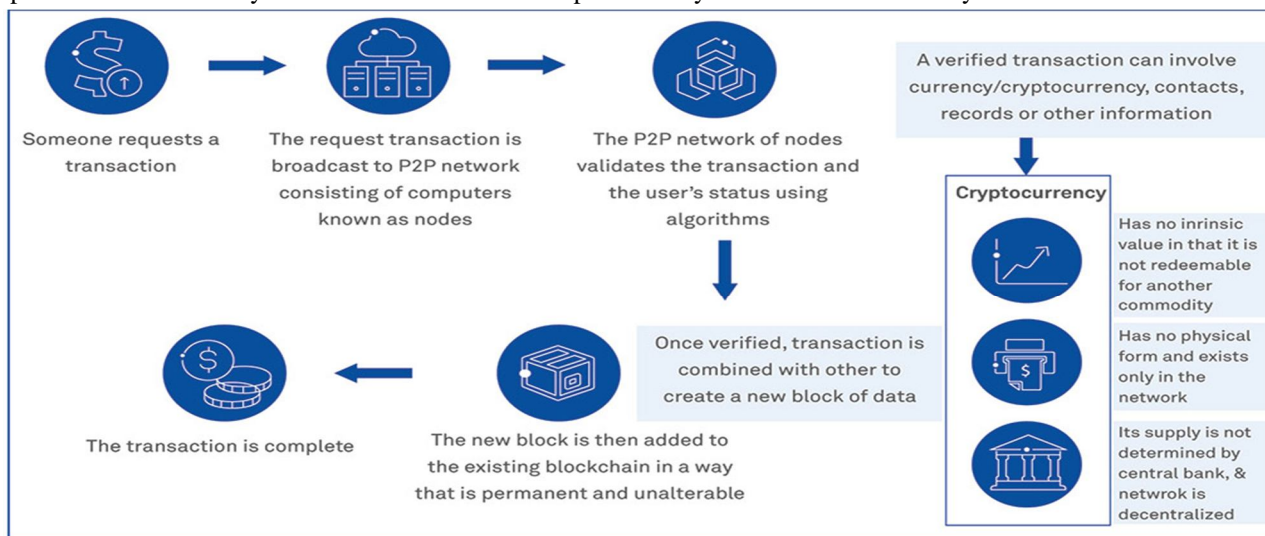 Someone requests a
transaction
The request transaction is
broadcast to P2P network
consisting of computers
known as nodes
The P2P network of nodes
validates the transaction and
the user's status using
algorithms
Once verified, transaction is
combined with other to
create a new block of data
The new block is then added to
the existing blockchain in a way
that is permanent and unalterable
The transaction is complete
A verified transaction can involve
currency/cryptocurrency, contacts,
records or other information
Cryptocurrency
Has no inrinsic
value in that it is
not redeemable
for another
commodity
Has no physical
form and exists
only in the
network
Its supply is not
determined by
central bank, &
netwrok is
decentralized